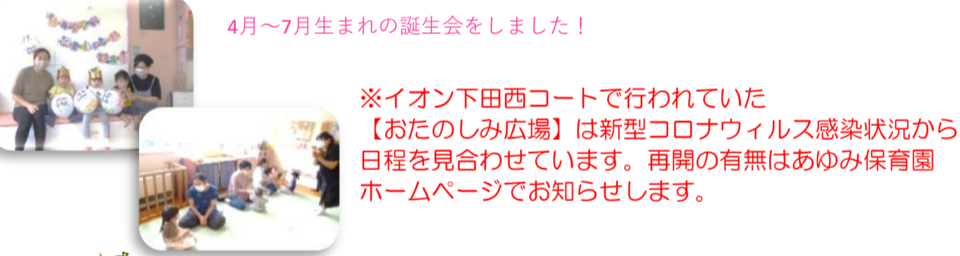 4月～7月生まれの誕生会をしました！
※イオン下田西コートで行われていた
【おたのしみ広場】は新型コロナウィルス感染状況から
日程を見合わせています。再開の有無はあゆみ保育園
ホームページでお知らせします。